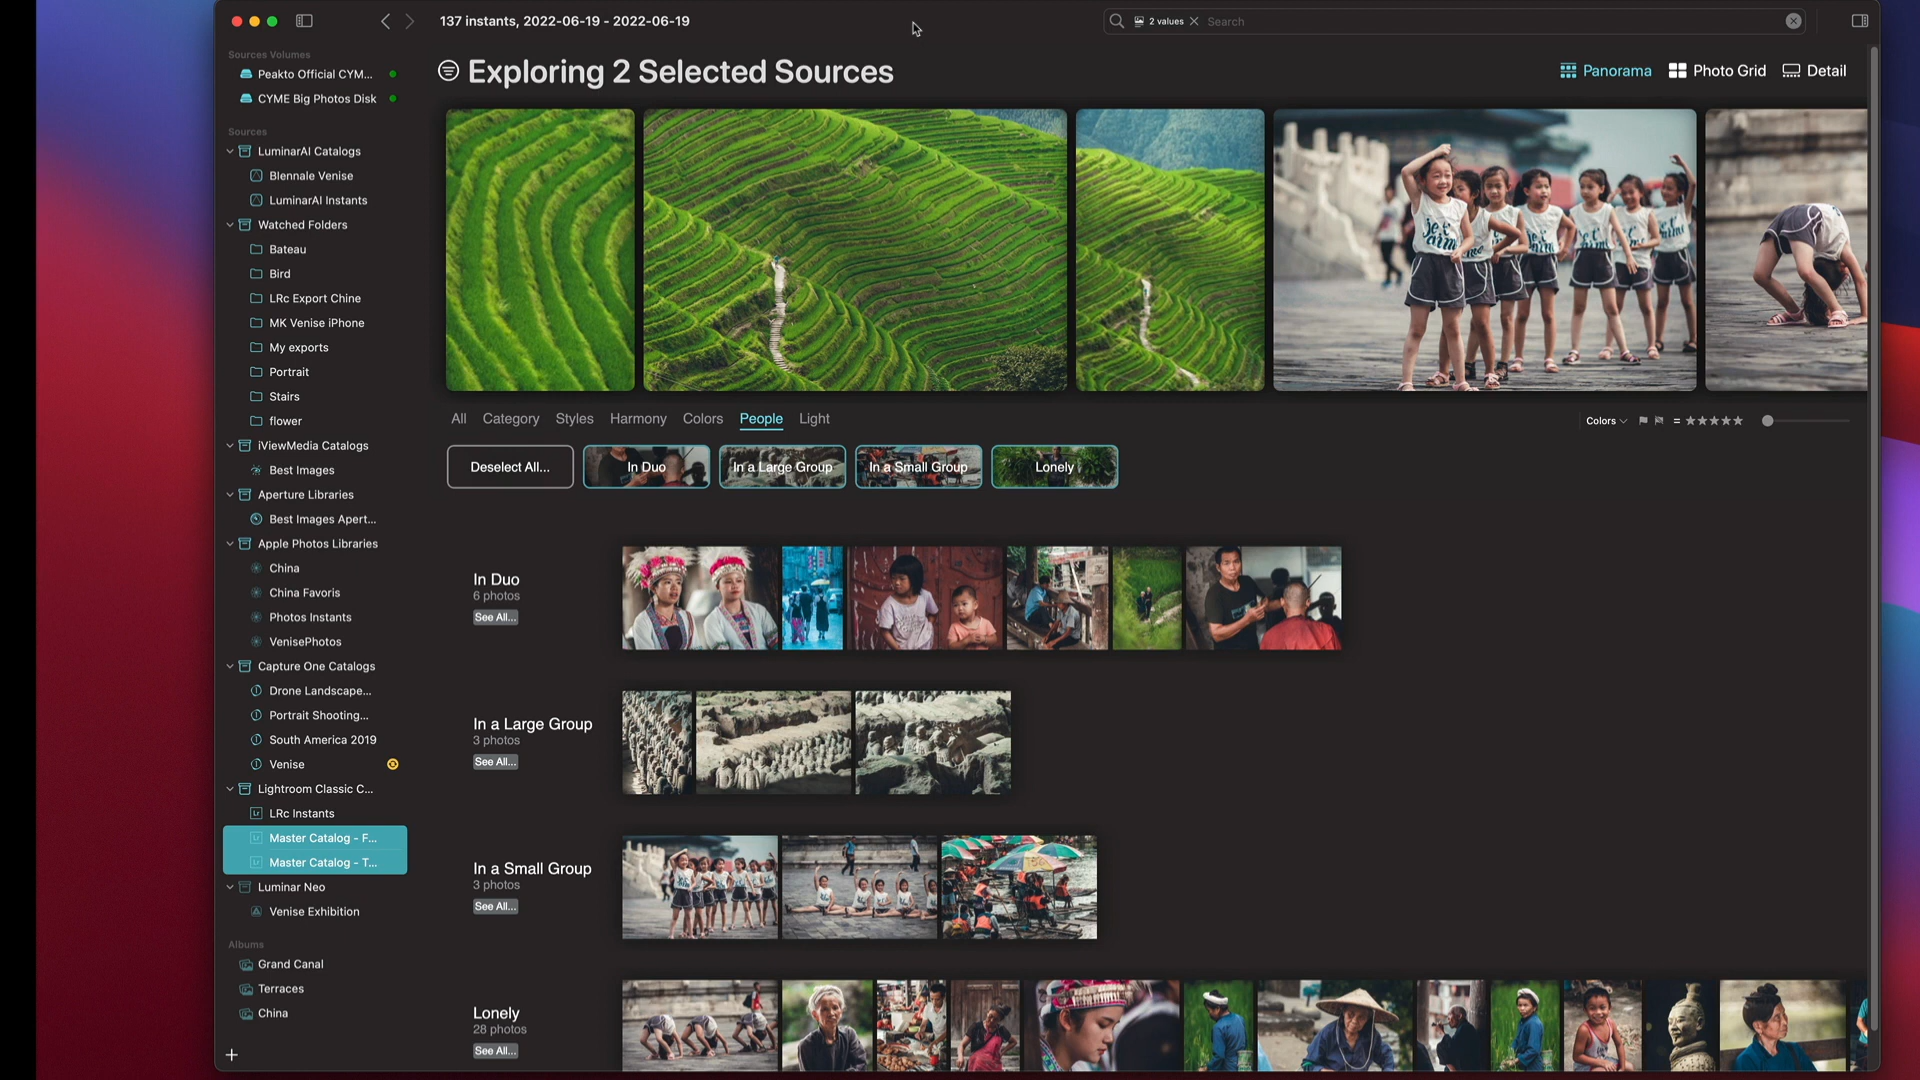 137 instants, 2022-06-19 - 2022-06-19
2 values
Search
Sources Volumes
Peakto Official CYM...
CYME Big Photos Disk
Sources
LuminarAI Catalogs
BIennale Venise
LuminarAI Instants
Watched Folders
Bateau
Bird
LRc Export Chine
MK Venise iPhone
My exports
Portrait
Stairs
flower
iViewMedia Catalogs
Best Images
Aperture Libraries
Best Images Apert...
Apple Photos Libraries
China
China Favoris
Photos Instants
VenisePhotos
Capture One Catalogs
Drone Landscape...
Portrait Shooting...
South America 2019
Venise
Lightroom Classic C...
LRc Instants
Master Catalog - F...
Master Catalog - T...
Luminar Neo
Venise Exhibition
Albums
Grand Canal
Terraces
China
Exploring 2 Selected Sources
Panorama
Photo Grid
Detail
All Category Styles Harmony Colors People Light
Colors
=
Deselect All...
In Duo
In a Large Group
In a Small Group
Lonely
In Duo
6 photos
See All...
In a Large Group
3 photos
See All...
In a Small Group
3 photos
See All...
Lonely
28 photos
See All...